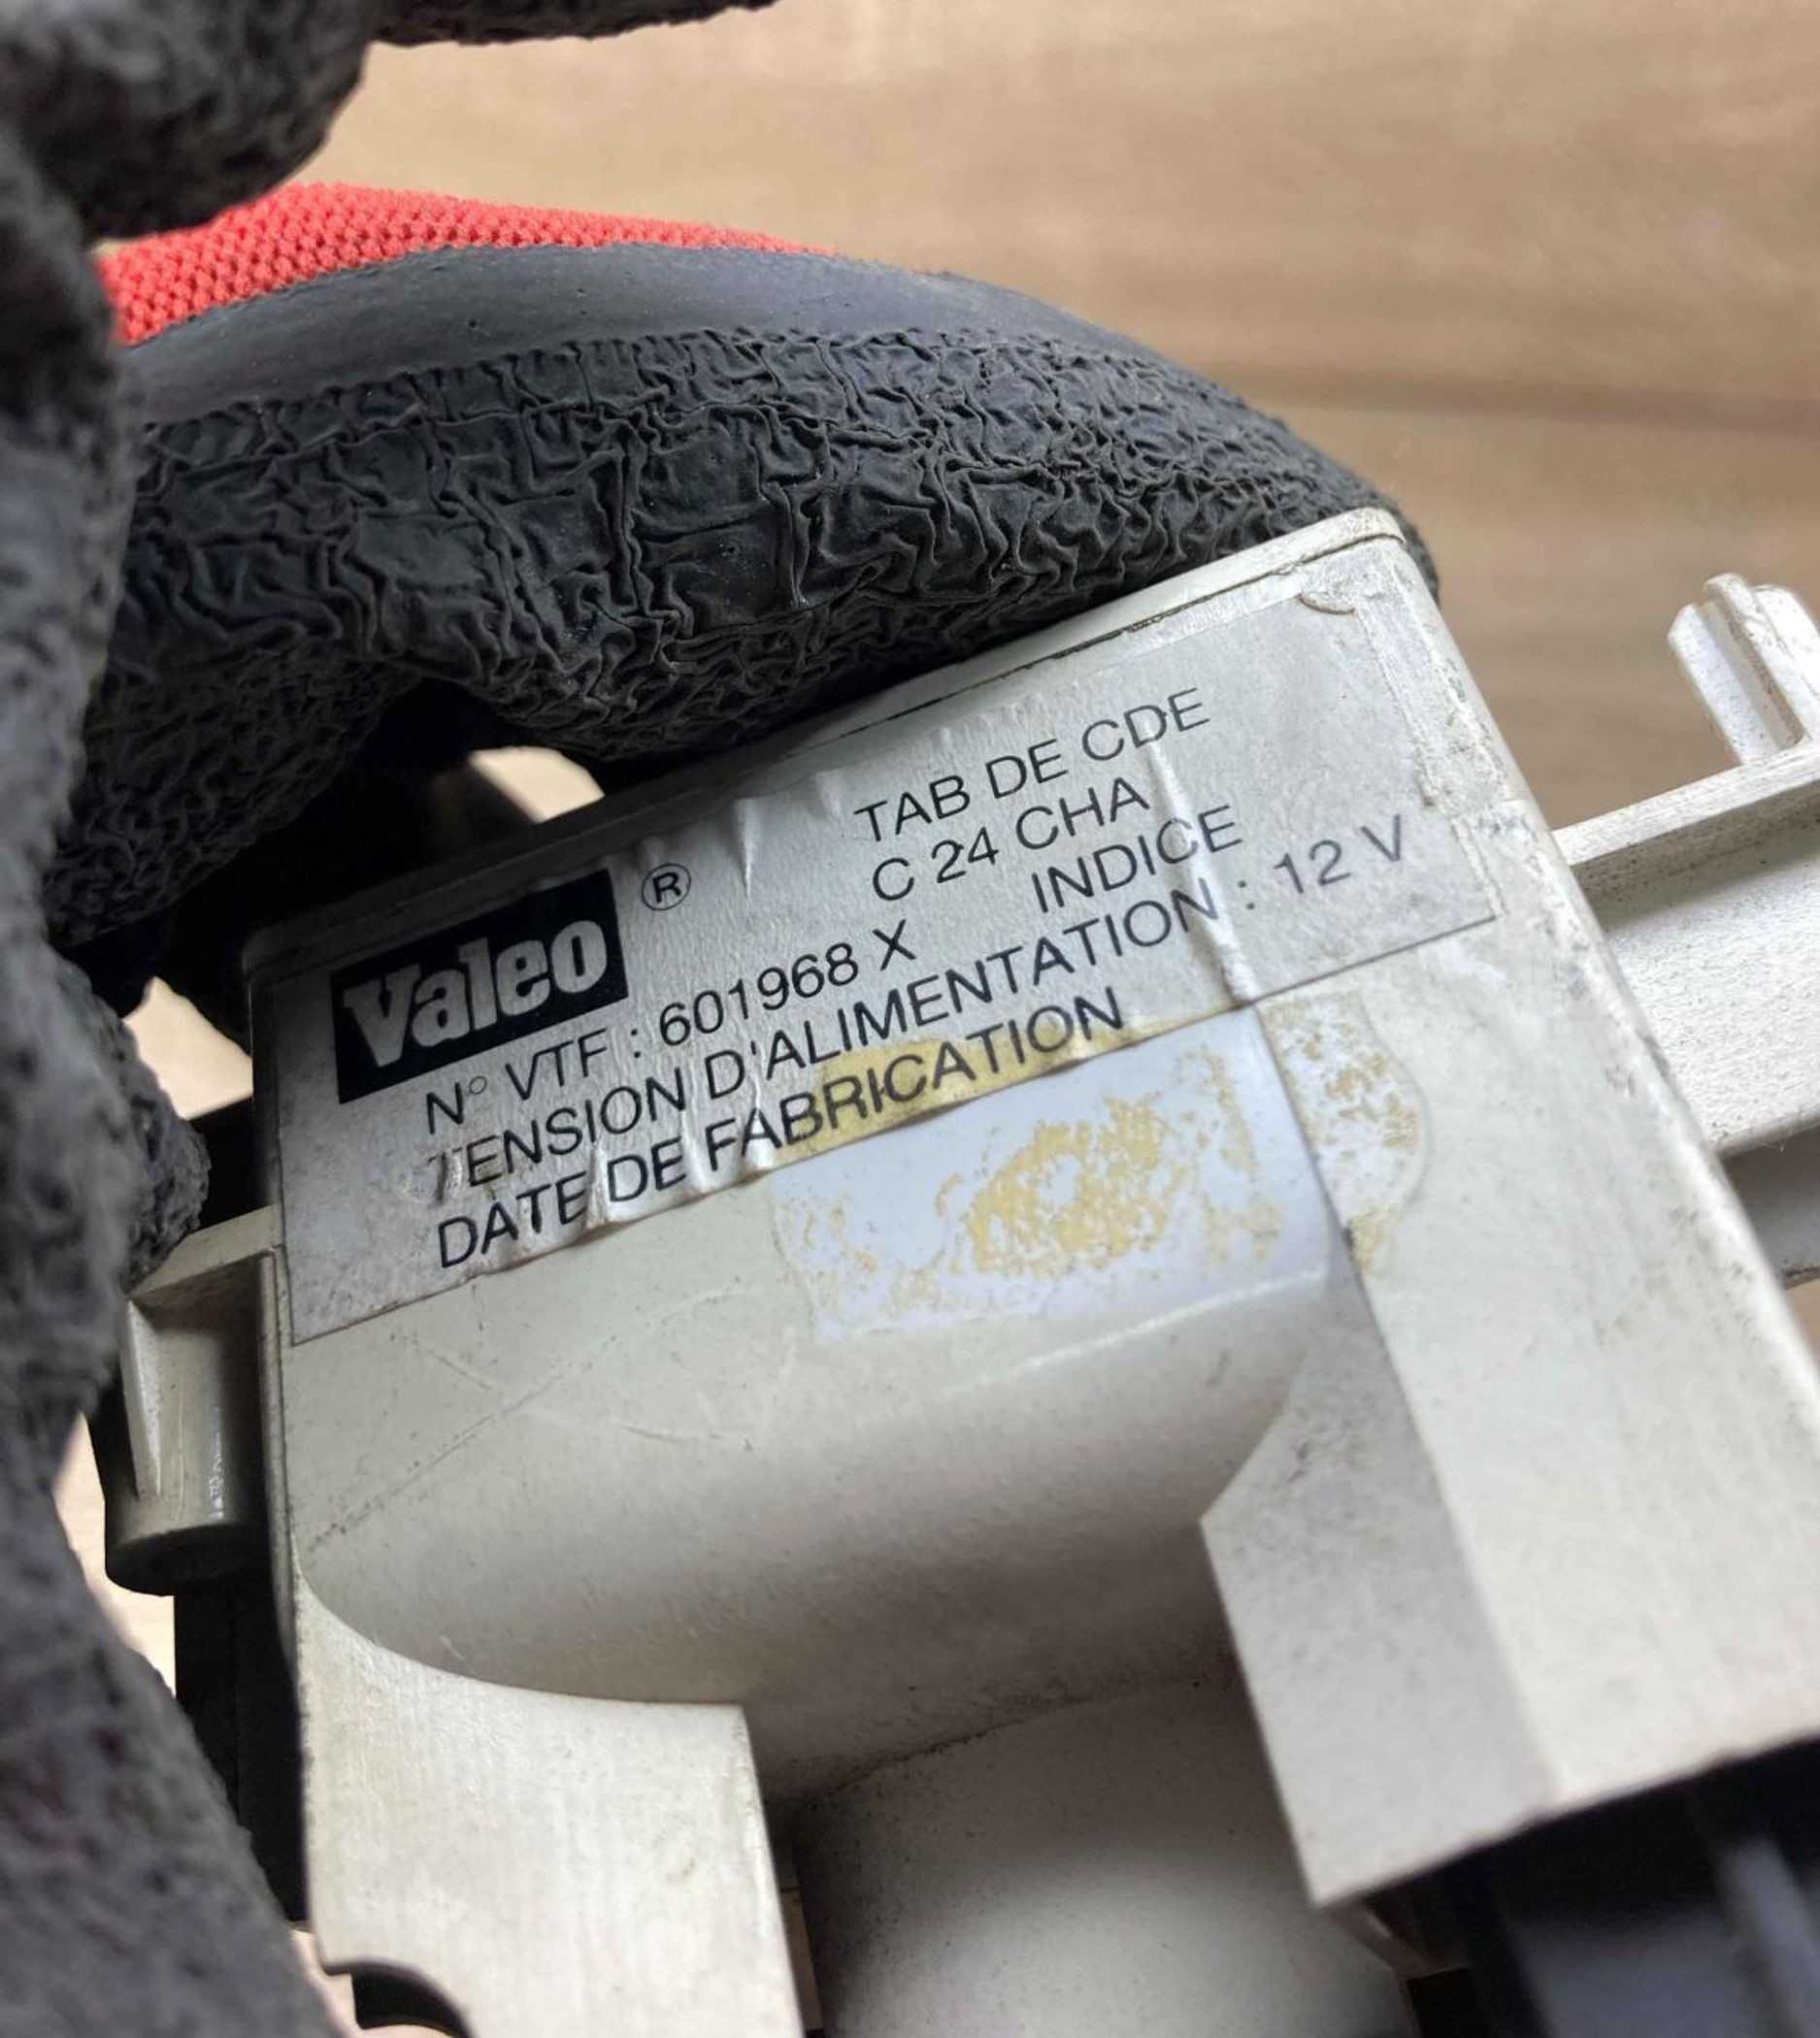 TAB DE CDE
C 24 CHA
Valeo ®
N° VTF : 601968 X INDICE
TENSION D'ALIMENTATION : 12 V
DATE DE FABRICATION